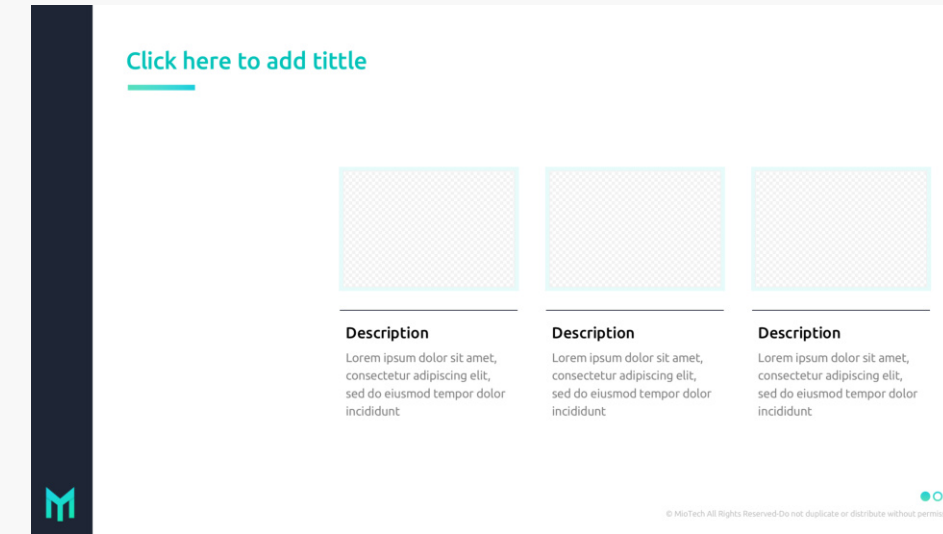 Click here to add tittle
Description
Lorem ipsum dolor sit amet,
consectetur adipiscing elit,
sed do eiusmod tempor dolor
incididunt
Description
Lorem ipsum dolor sit amet,
consectetur adipiscing elit,
sed do eiusmod tempor dolor
incididunt
Description
Lorem ipsum dolor sit amet,
consectetur adipiscing elit,
sed do eiusmod tempor dolor
incididunt
© MioTech All Rights Reserved-Do not duplicate or distribute without